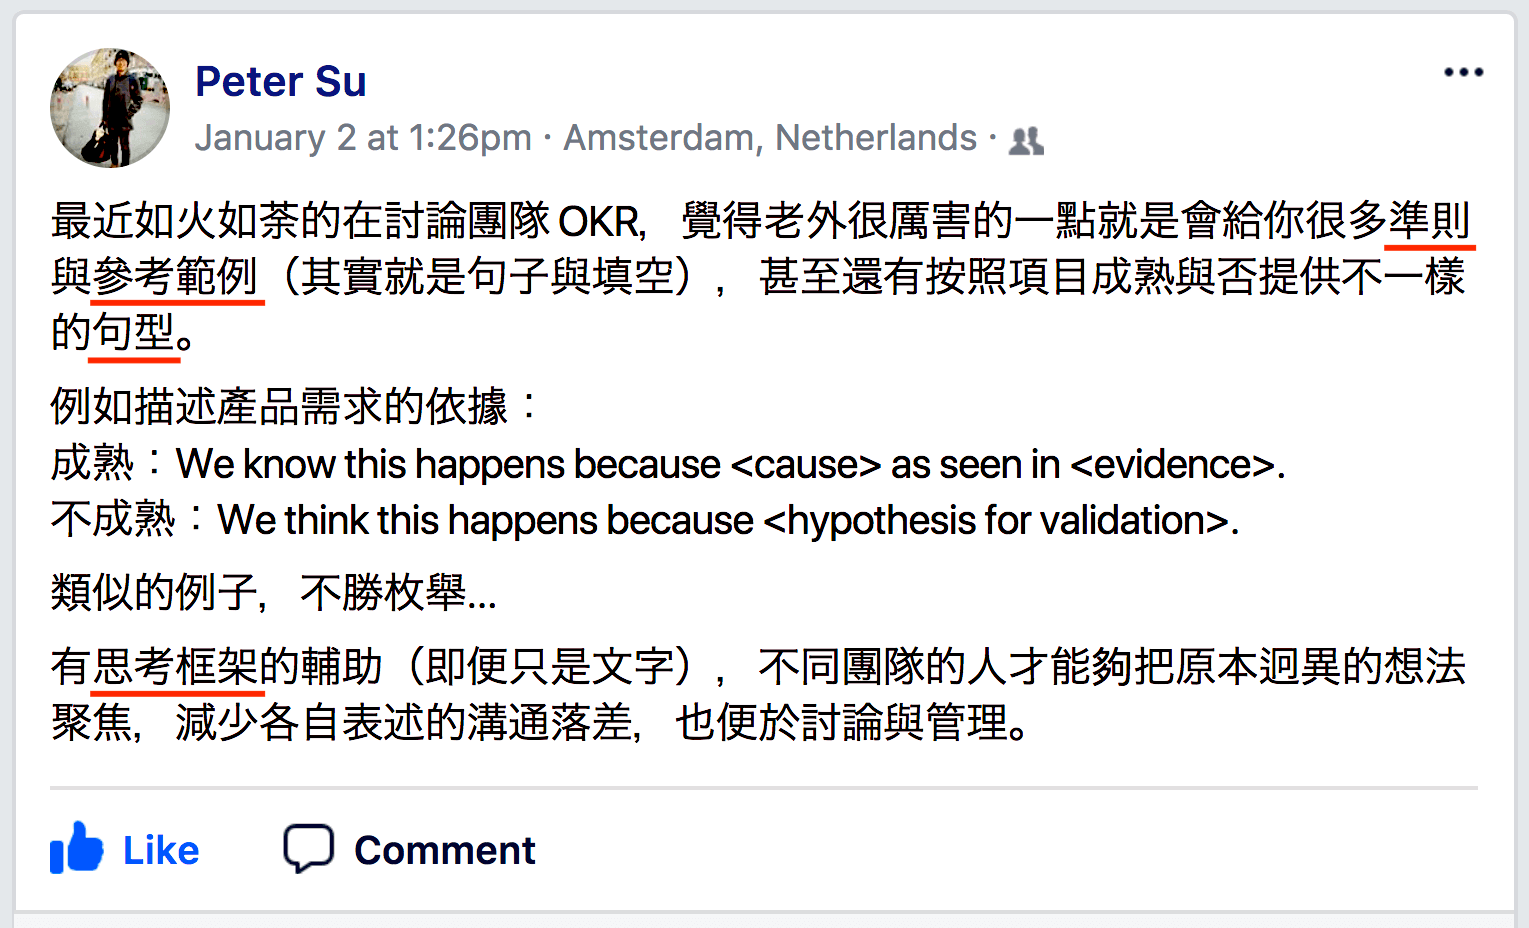 Peter Su
January 2 at 1:26pm · Amsterdam, Netherlands ·
最近如火如荼的在討論團隊 OKR，覺得老外很厲害的一點就是會給你很多準則
與參考範例（其實就是句子與填空），甚至還有按照項目成熟與否提供不一樣
的句型。
例如描述產品需求的依據：
成熟：We know this happens because <cause> as seen in <evidence>.
不成熟：We think this happens because <hypothesis for validation>.
類似的例子，不勝枚舉...
有思考框架的輔助（即便只是文字），不同團隊的人才能夠把原本迥異的想法
聚焦，減少各自表述的溝通落差，也便於討論與管理。
Like
Comment